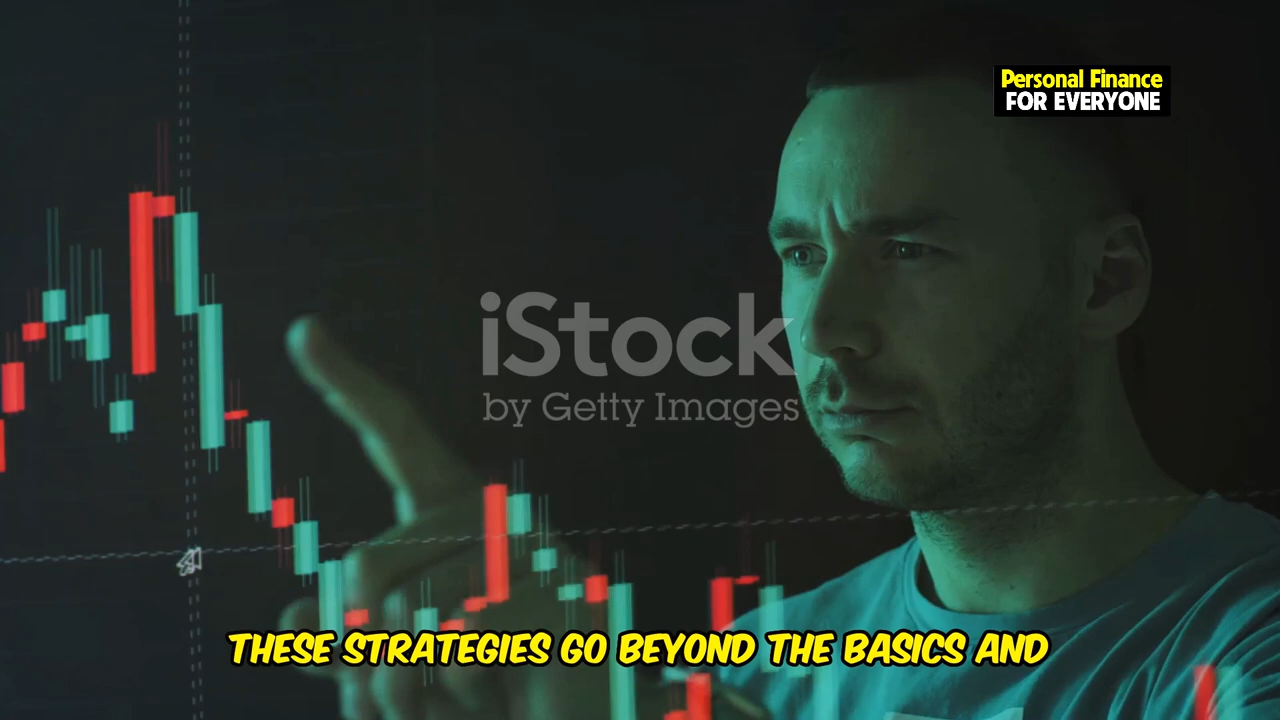 Personal Finance
FOR EVERYONE
iStock
by Getty Images
THESE STRATEGIES GO BEYOND THE BASICS AND